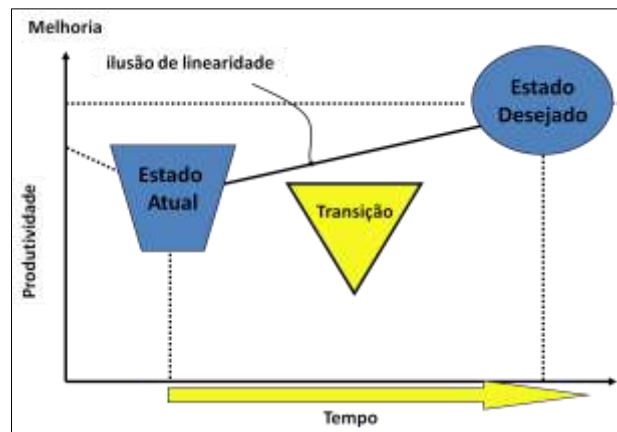 Melhoria
ilusão de linearidade
Estado
Desejado
Estado
Atual
Transição
Produtividade
Tempo